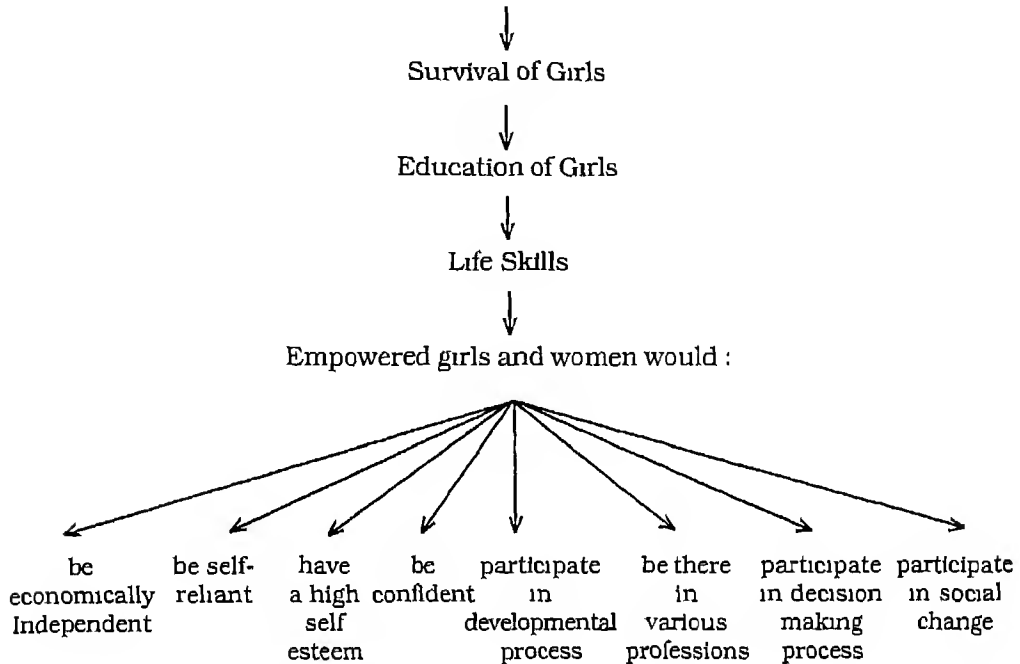 Survival of Girls
Education of Girls
Life Skills
Empowered girls and women would :
be
economically
Independent
be self-
reliant
have
a high
self
esteem
be
confident
participate
in
developmental
process
be there
in
various
professions
participate
in decision
making
process
participate
in social
change